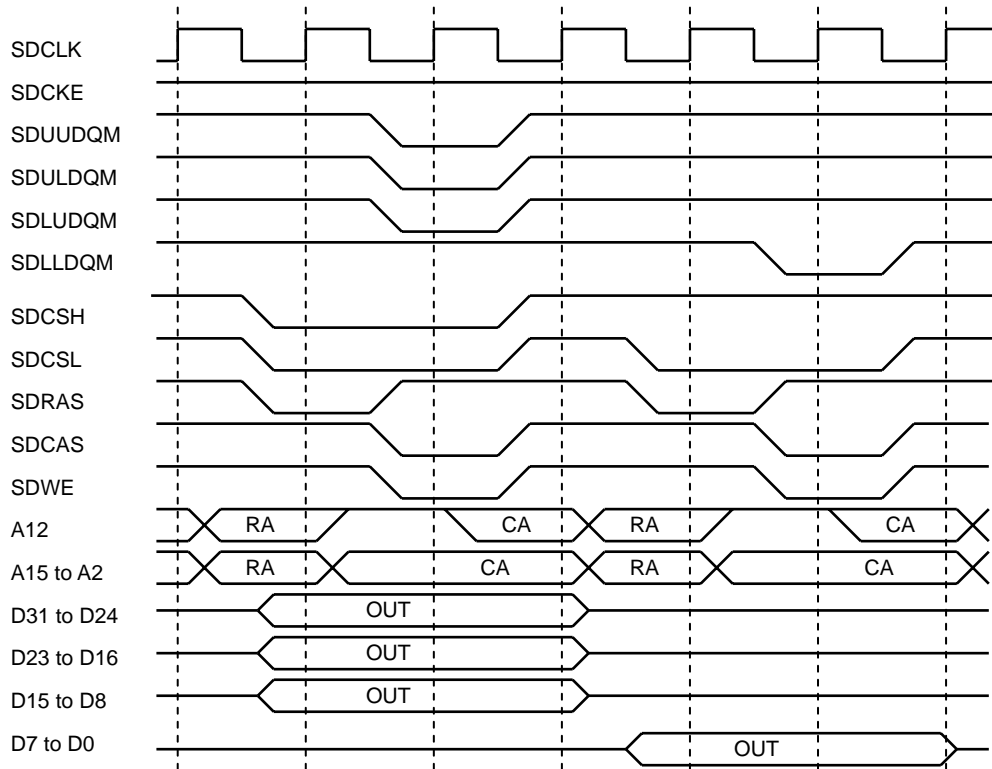 SDCLK
SDCKE
SDUUDQM
SDULDQM
SDLUDQM
SDLLDQM
SDCSH
SDCSL
SDRAS
SDCAS
SDWE
A12 RA CA RA CA
A15 to A2 RA CA RA CA
D31 to D24 OUT
D23 to D16 OUT
D15 to D8 OUT
D7 to D0 OUT